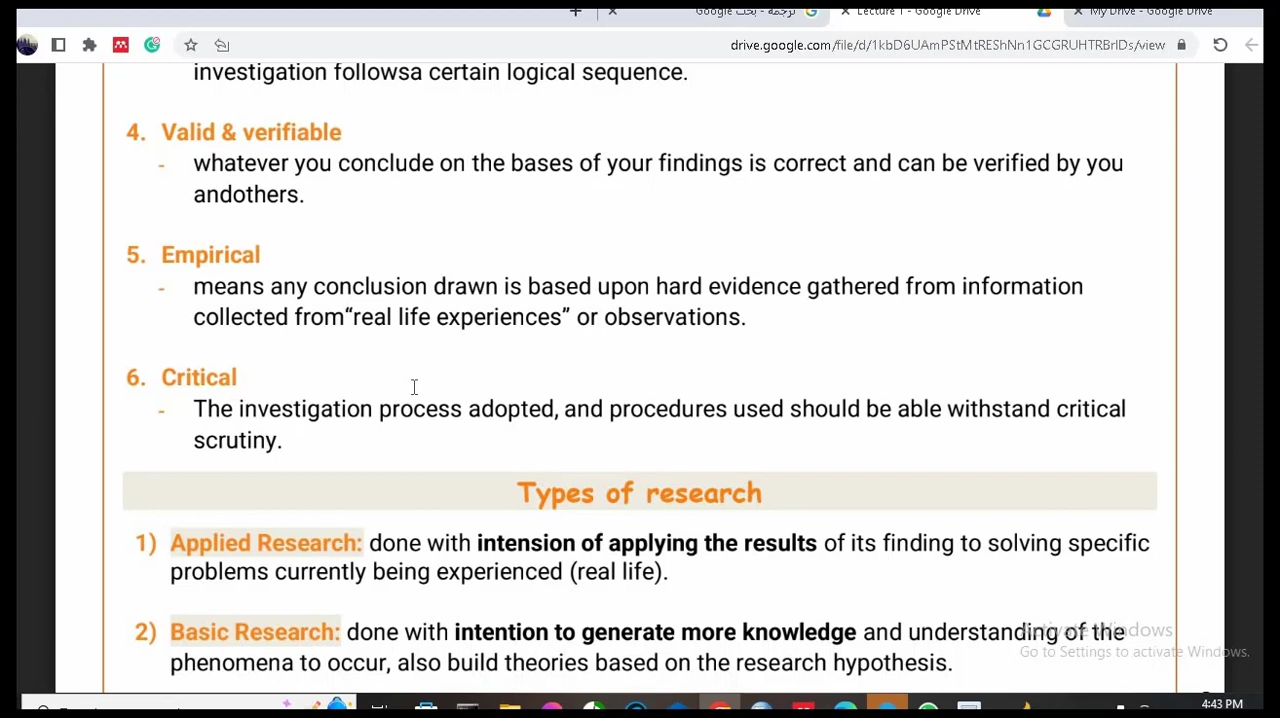 ترجمة - بحث Google
Lecture 1 - Google Drive
My Drive - Google Drive
drive.google.com/file/d/1kbD6UAmPStMtREShNn1GCGRUHTRBrIDs/view
investigation followsa certain logical sequence.
4. Valid & verifiable
- whatever you conclude on the bases of your findings is correct and can be verified by you
andothers.
5. Empirical
- means any conclusion drawn is based upon hard evidence gathered from information
collected from“real life experiences” or observations.
6. Critical
- The investigation process adopted, and procedures used should be able withstand critical
scrutiny.
Types of research
1) Applied Research: done with intension of applying the results of its finding to solving specific
problems currently being experienced (real life).
2) Basic Research: done with intention to generate more knowledge and understanding of the
phenomena to occur, also build theories based on the research hypothesis.
Activate Windows
Go to Settings to activate Windows.
4:43 PM